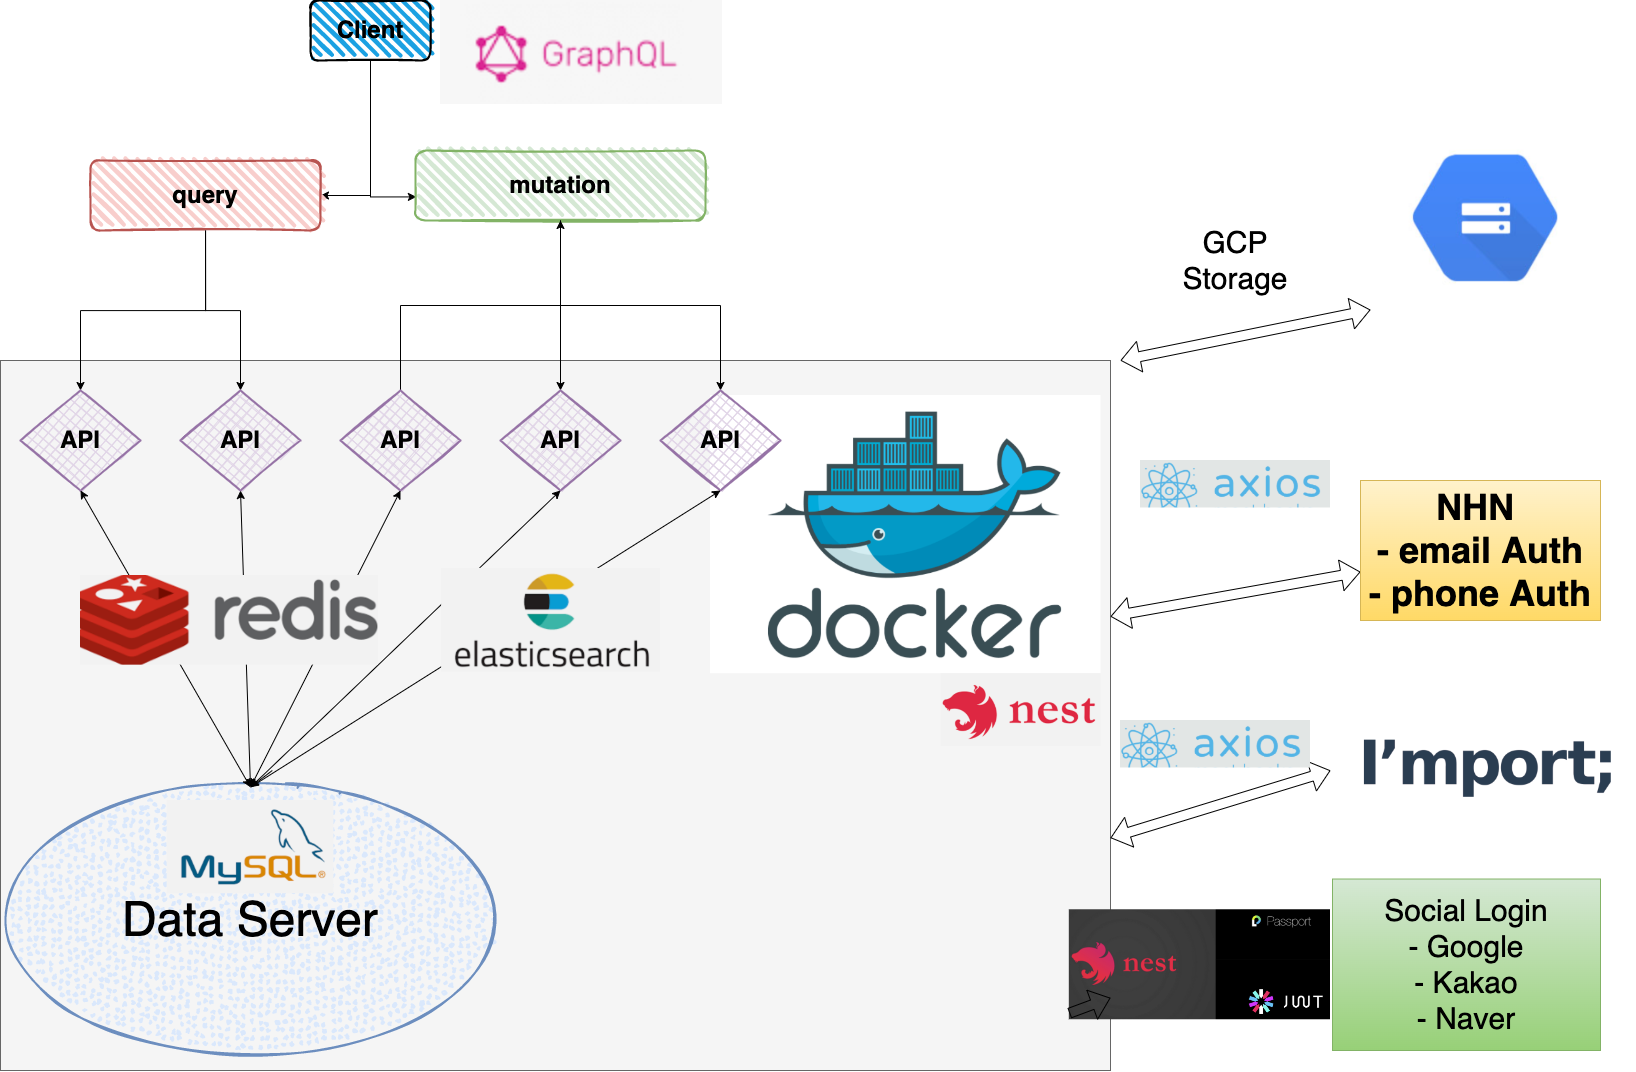 Client
GraphQL
query
mutation
GCP
Storage
API
API
API
API
API
docker
axios
NHN
- email Auth
- phone Auth
redis
elasticsearch
nest
axios
I'mport;
MySQL®
Data Server
nest
Passport
JWT
Social Login
- Google
- Kakao
- Naver